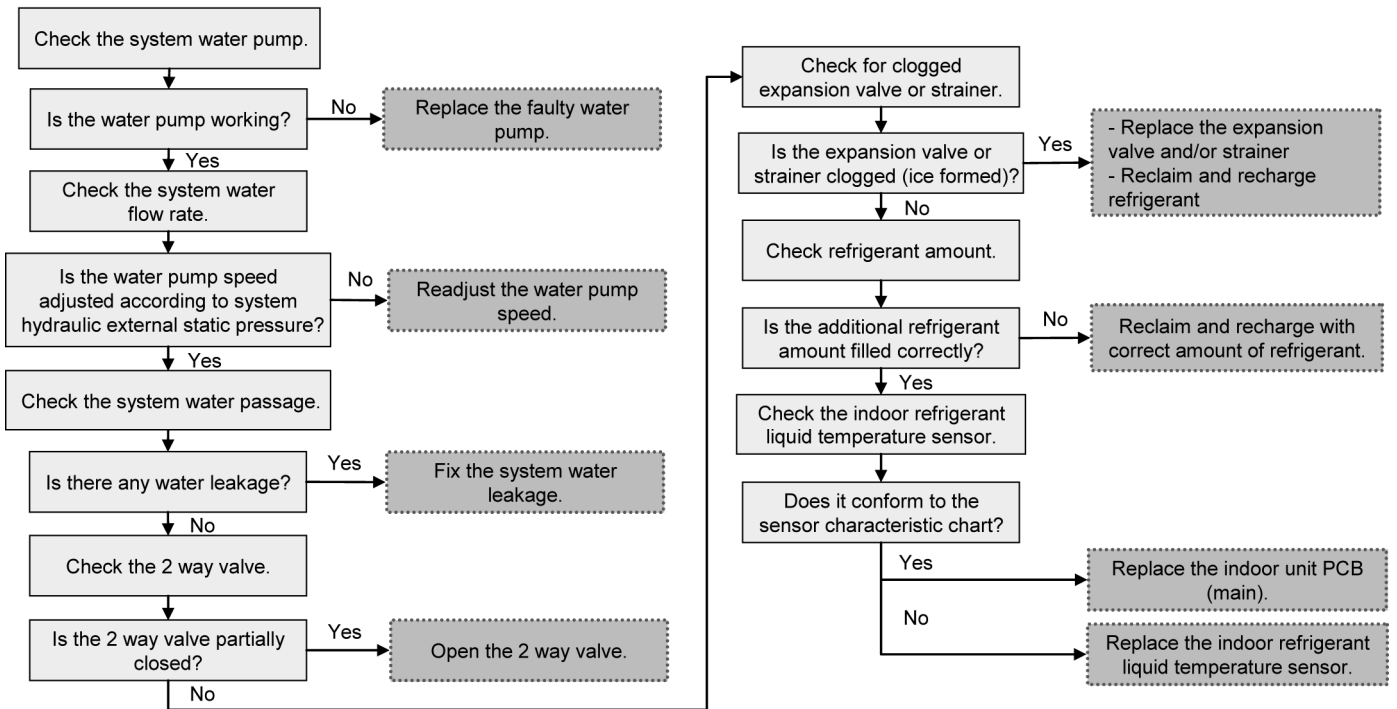 Check the system water pump.
Is the water pump working?
No
Replace the faulty water
pump.
Yes
Check the system water
flow rate.
Is the water pump speed
adjusted according to system
hydraulic external static pressure?
No
Readjust the water pump
speed.
Yes
Check the system water passage.
Is there any water leakage?
Yes
Fix the system water
leakage.
No
Check the 2 way valve.
Is the 2 way valve partially
closed?
Yes
Open the 2 way valve.
No
Check for clogged
expansion valve or strainer.
Is the expansion valve or
strainer clogged (ice formed)?
Yes
- Replace the expansion
valve and/or strainer
- Reclaim and recharge
refrigerant
No
Check refrigerant amount.
Is the additional refrigerant
amount filled correctly?
No
Reclaim and recharge with
correct amount of refrigerant.
Yes
Check the indoor refrigerant
liquid temperature sensor.
Does it conform to the
sensor characteristic chart?
Yes
Replace the indoor unit PCB
(main).
No
Replace the indoor refrigerant
liquid temperature sensor.